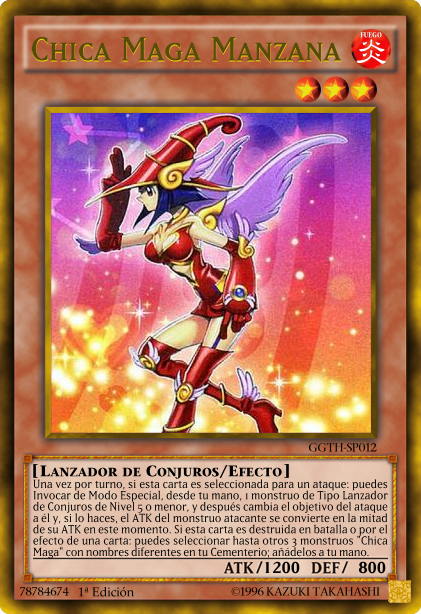 Chica Maga Manzana
FUEGO
炎
GGTH-SP012
[Lanzador de Conjuros/Efecto]
Una vez por turno, si esta carta es seleccionada para un ataque: puedes
Invocar de Modo Especial, desde tu mano, 1 monstruo de Tipo Lanzador
de Conjuros de Nivel 5 o menor, y después cambia el objetivo del ataque
a él y, si lo haces, el ATK del monstruo atacante se convierte en la mitad
de su ATK en este momento. Si esta carta es destruida en batalla o por el
efecto de una carta: puedes seleccionar hasta otros 3 monstruos "Chica
Maga" con nombres diferentes en tu Cementerio; añádelos a tu mano.
ATK/1200 DEF/ 800
78784674 1ª Edición ©1996 KAZUKI TAKAHASHI